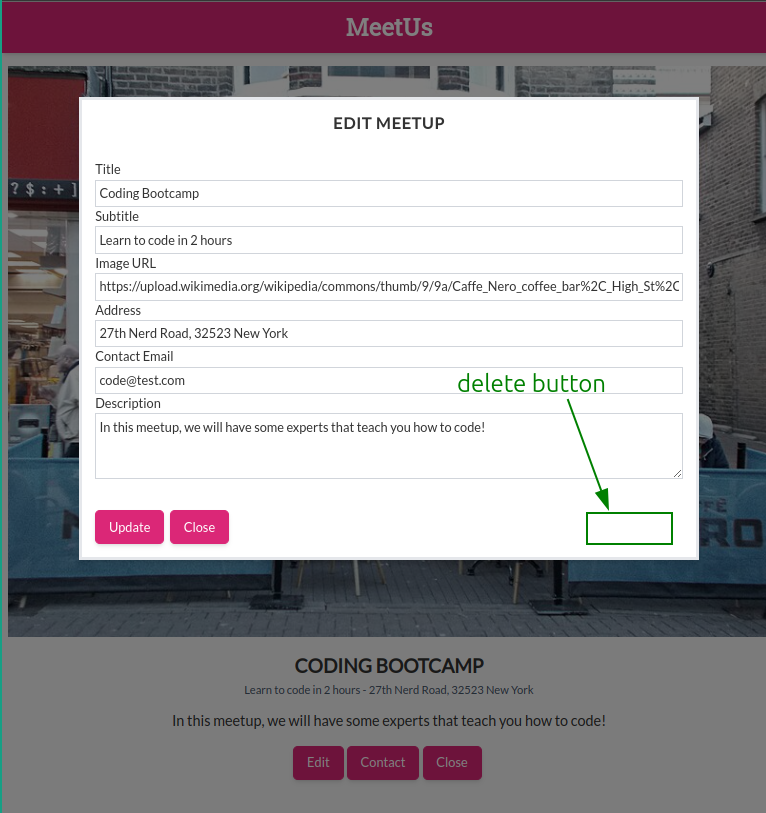 MeetUs
? $ : + ]
EDIT MEETUP
Title
Coding Bootcamp
Subtitle
Learn to code in 2 hours
Image URL
https://upload.wikimedia.org/wikipedia/commons/thumb/9/9a/Caffe_Nero_coffee_bar%2C_High_St%2C
Address
27th Nerd Road, 32523 New York
Contact Email
code@test.com
delete button
Description
In this meetup, we will have some experts that teach you how to code!
Update Close
CODING BOOTCAMP
Learn to code in 2 hours - 27th Nerd Road, 32523 New York
In this meetup, we will have some experts that teach you how to code!
Edit Contact Close